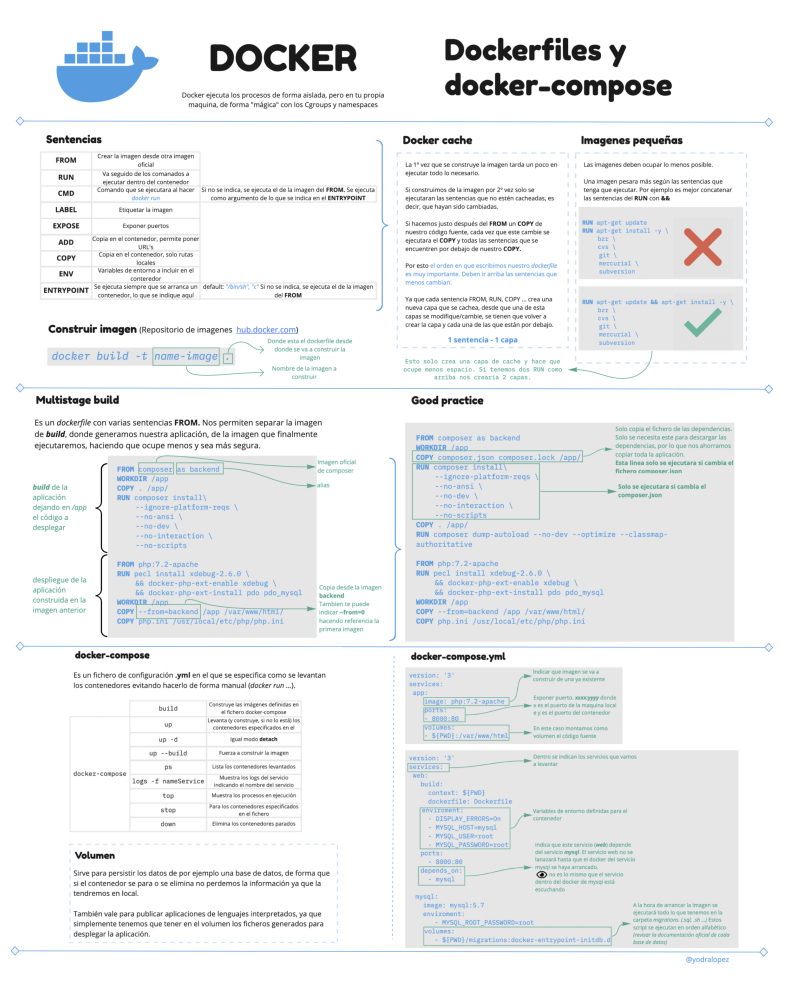 DOCKER
Dockerfiles y
docker-compose
Docker ejecuta los procesos de forma aislada, pero en tu propia
maquina, de forma "mágica" con los Cgroups y namespaces
Sentencias
FROM
Crear la imagen desde otra imagen
oficial
RUN
Va seguido de los comanados a
ejecutar dentro del contenedor
CMD
Comando que se ejecutara al hacer
docker run
Si no se indica, se ejecuta el de la imagen del FROM. Se ejecuta
como argumento de lo que se indica en el ENTRYPOINT
LABEL
Etiquetar la imagen
EXPOSE
Exponer puertos
ADD
Copia en el contenedor, permite poner
URL's
COPY
Copia en el contenedor, solo rutas
locales
ENV
Variables de entorno a incluir en el
conteredor
ENTRYPOINT
Se ejecuta siempre que se arranca un
contenedor, lo que se indique aquí
default: "/bin/sh", "c" Si no se indica, se ejecuta el de la imagen
del FROM
Construir imagen (Repositorio de imagenes hub.docker.com)
docker build -t name-image .
Donde esta el dockerfile desde
donde se va a construir la
imagen
Nombre de la imagen a
construir
Docker cache
La 1º vez que se construye la imagen tarda un poco en
ejecutar todo lo necesario.
Si construimos de la imagen por 2º vez solo se
ejecutaran las sentencias que no estén cacheadas, es
decir, que hayan sido cambiadas.
Si hacemos justo después del FROM un COPY de
nuestro código fuente, cada vez que este cambie se
ejecutara el COPY y todas las sentencias que se
encuentren por debajo de nuestro COPY.
Por esto el orden en que escribimos nuestro dockerfile
es muy importante. Deben ir arriba las sentencias que
menos cambian.
Ya que cada sentencia FROM, RUN, COPY ... crea una
nueva capa que se cachea, desde que una de esta
capas se modifique/cambie, se tienen que volver a
crear la capa y cada una de las que están por debajo.
1 sentencia - 1 capa
Imagenes pequeñas
Las imagenes deben ocupar lo menos posible.
Una imagen pesara más según las sentencias que
tenga que ejecutar. Por ejemplo es mejor concatenar
las sentencias del RUN con &&
RUN apt-get update
RUN apt-get install -y \
bzr \
cvs \
git \
mercurial \
subversion
RUN apt-get update && apt-get install -y \
bzr \
cvs \
git \
mercurial \
subversion
Esto solo crea una capa de cache y hace que
ocupe menos espacio. Si tenemos dos RUN como
arriba nos crearia 2 capas.
Multistage build
Es un dockerfile con varias sentencias FROM. Nos permiten separar la imagen
de build, donde generamos nuestra aplicación, de la imagen que finalmente
ejecutaremos, haciendo que ocupe menos y sea más segura.
build de la
aplicación
dejando en /app
el código a
desplegar
FROM composer as backend
WORKDIR /app
COPY . /app/
RUN composer install\
--ignore-platform-reqs \
--no-ansi \
--no-dev \
--no-interaction \
--no-scripts
imagen oficial
de composer
alias
despliegue de la
aplicación
construida en la
imagen anterior
FROM php:7.2-apache
RUN pecl install xdebug-2.6.0 \
&& docker-php-ext-enable xdebug \
&& docker-php-ext-install pdo pdo_mysql
WORKDIR /app
COPY --from=backend /app /var/www/html/
COPY php.ini /usr/local/etc/php/php.ini
Copia desde la imagen
backend
Tambien te puede
indicar --from=0
hacando referencia la
primera imagen
Good practice
FROM composer as backend
WORKDIR /app
COPY composer.json composer.lock /app/
RUN composer install\
--ignore-platform-reqs \
--no-ansi \
--no-dev \
--no-interaction \
--no-scripts
COPY . /app/
RUN composer dump-autoload --no-dev --optimize --classmap-
authoritative
FROM php:7.2-apache
RUN pecl install xdebug-2.6.0 \
&& docker-php-ext-enable xdebug \
&& docker-php-ext-install pdo pdo_mysql
WORKDIR /app
COPY --from=backend /app /var/www/html/
COPY php.ini /usr/local/etc/php/php.ini
Solo copia el fichero de las dependencias.
Solo se necesita este para descargar las
dependencias, por lo que nos ahorramos
copiar toda la aplicación.
Esta linea solo se ejecutara si cambia el
fichero composer.json
Solo se ejecutara si cambia el
composer.json
docker-compose
Es un fichero de configuración .yml en el que se especifica como se levantan
los contenedores evitando hacerlo de forma manual (docker run ...).
docker-compose
build
Construye las imágenes definidas en
el fichero docker-compose
up
Levanta (y construye, si no lo está) los
contenedores especificados en el
up -d
Igual modo detach
up --build
Fuerza a construir la imagen
ps
Lista los contenedores levantados
logs -f nameService
Muestra los logs del servicio
indicando el nombre del servicio
top
Muestra los procesos en ejecución
stop
Para los contenedores especificados
en el fichero
down
Elimina los contenedores parados
Volumen
Sirve para persistir los datos de por ejemplo una base de datos, de forma que
si el contenedor se para o se elimina no perdemos la información ya que la
tendremos en local.
También vale para publicar aplicaciones de lenguajes interpretados, ya que
simplemente tenemos que tener en el volumen los ficheros generados para
desplegar la aplicación.
docker-compose.yml
version: '3'
services:
app:
image: php:7.2-apache
ports:
- 8000:80
volumes:
- ${PWD}:/var/www/html
Indicar que imagen se va a
construir de una ya existente
Exponer puerto. xxxx:yyyy donde
x es el puerto de la maquina local
e y es el puerto del contenedor
En este caso montamos como
volumen el código fuente
version: '3'
services:
web:
build:
context: ${PWD}
dockerfile: Dockerfile
enviroment:
- DISPLAY_ERRORS=On
- MYSQL_HOST=mysql
- MYSQL_USER=root
- MYSQL_PASSWORD=root
ports:
- 8000:80
depends_on:
- mysql
mysql:
image: mysql:5.7
enviroment:
- MYSQL_ROOT_PASSWORD=root
volumes:
- ${PWD}/migrations:docker-entrypoint-initdb.d
Dentro se indican los servicios que vamos
a levantar
Variables de entorno definidas para el
contenedor
Indica que este servicio (web) depende
del servicio mysql. El servicio web no se
lanzará hasta que el docker del servicio
mysql se haya arrancado.
no es lo mismo que el servicio
dentro del docker de mysql está
escuchando
A la hora de arrancar la imagen se
ejecutará todo lo que tenemos en la
carpeta migrations. (.sql, .sh ...) Estos
script se ejecutan en orden alfabético
(revisar la documentación oficial de cada
base de datos)
@yodralopez